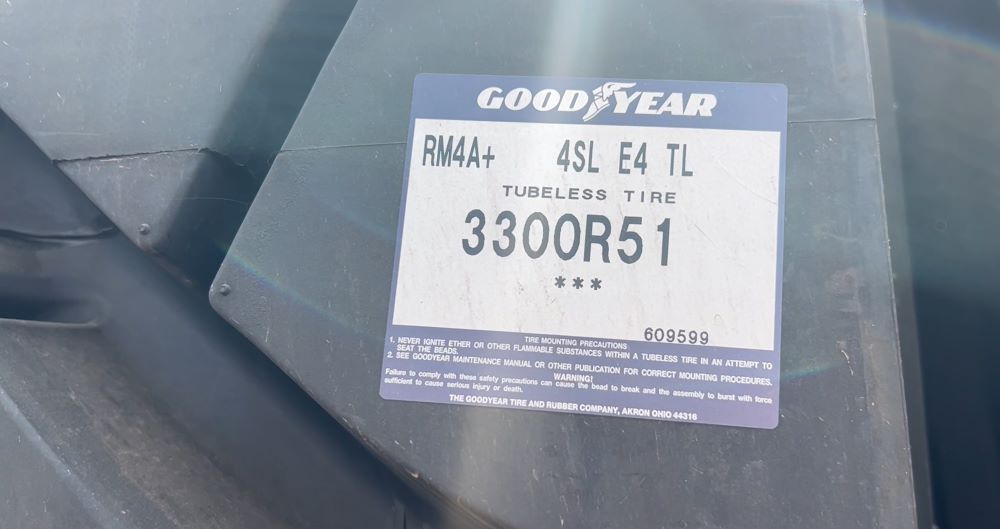 GOOD YEAR
RM4A+ 4SL E4 TL
TUBELESS TIRE
3300R51
***
609599
TIRE MOUNTING PRECAUTIONS
1. NEVER IGNITE ETHER OR OTHER FLAMMABLE SUBSTANCES WITHIN A TUBELESS TIRE IN AN ATTEMPT TO
SEAT THE BEADS.
2. SEE GOODYEAR MAINTENANCE MANUAL OR OTHER PUBLICATION FOR CORRECT MOUNTING PROCEDURES.
WARNING!
Failure to comply with these safety precautions can cause the bead to break and the assembly to burst with force
sufficient to cause serious injury or death.
THE GOODYEAR TIRE AND RUBBER COMPANY, AKRON OHIO 44316